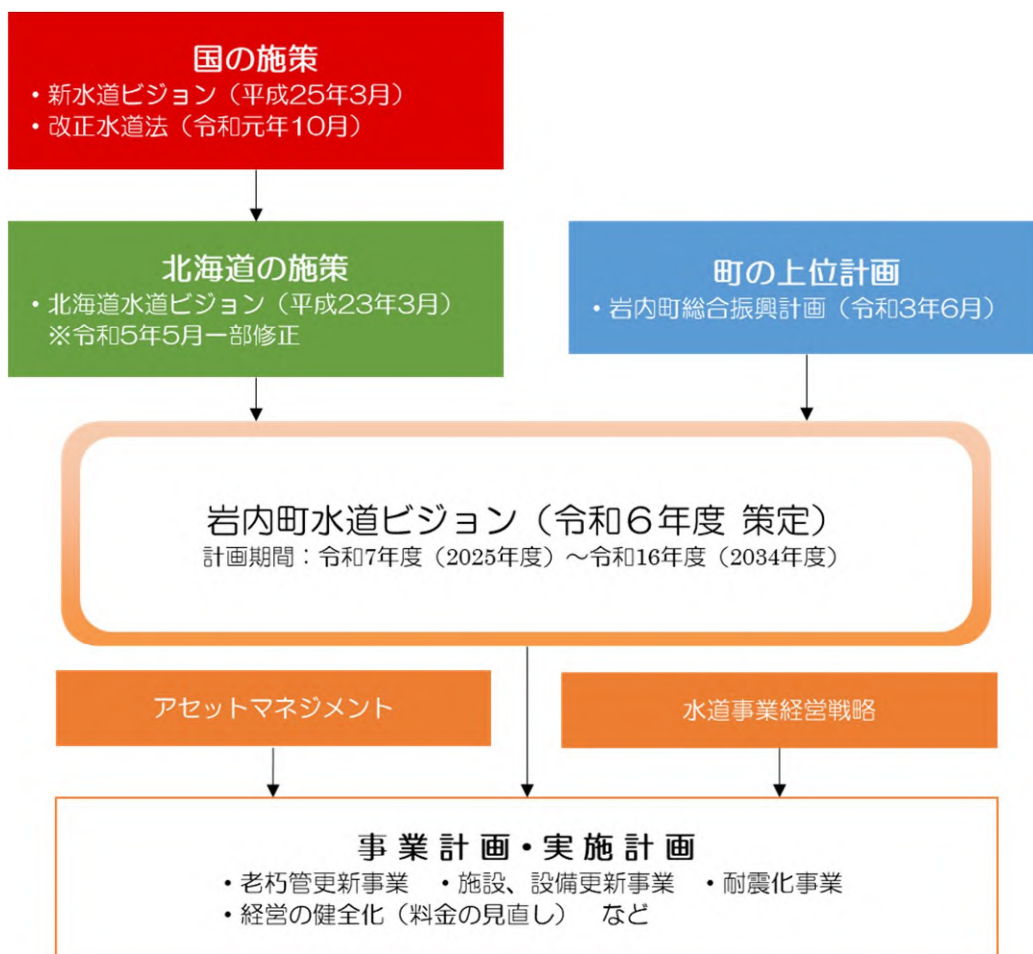 国の施策
・新水道ビジョン（平成25年3月）
・改正水道法（令和元年10月）
北海道の施策
・北海道水道ビジョン（平成23年3月）
※令和5年5月一部修正
町の上位計画
・岩内町総合振興計画（令和3年6月）
岩内町水道ビジョン（令和６年度 策定）
計画期間：令和7年度（2025年度）～令和16年度（2034年度）
アセットマネジメント
水道事業経営戦略
事業計画・実施計画
・老朽管更新事業　・施設、設備更新事業　・耐震化事業
・経営の健全化（料金の見直し）　など